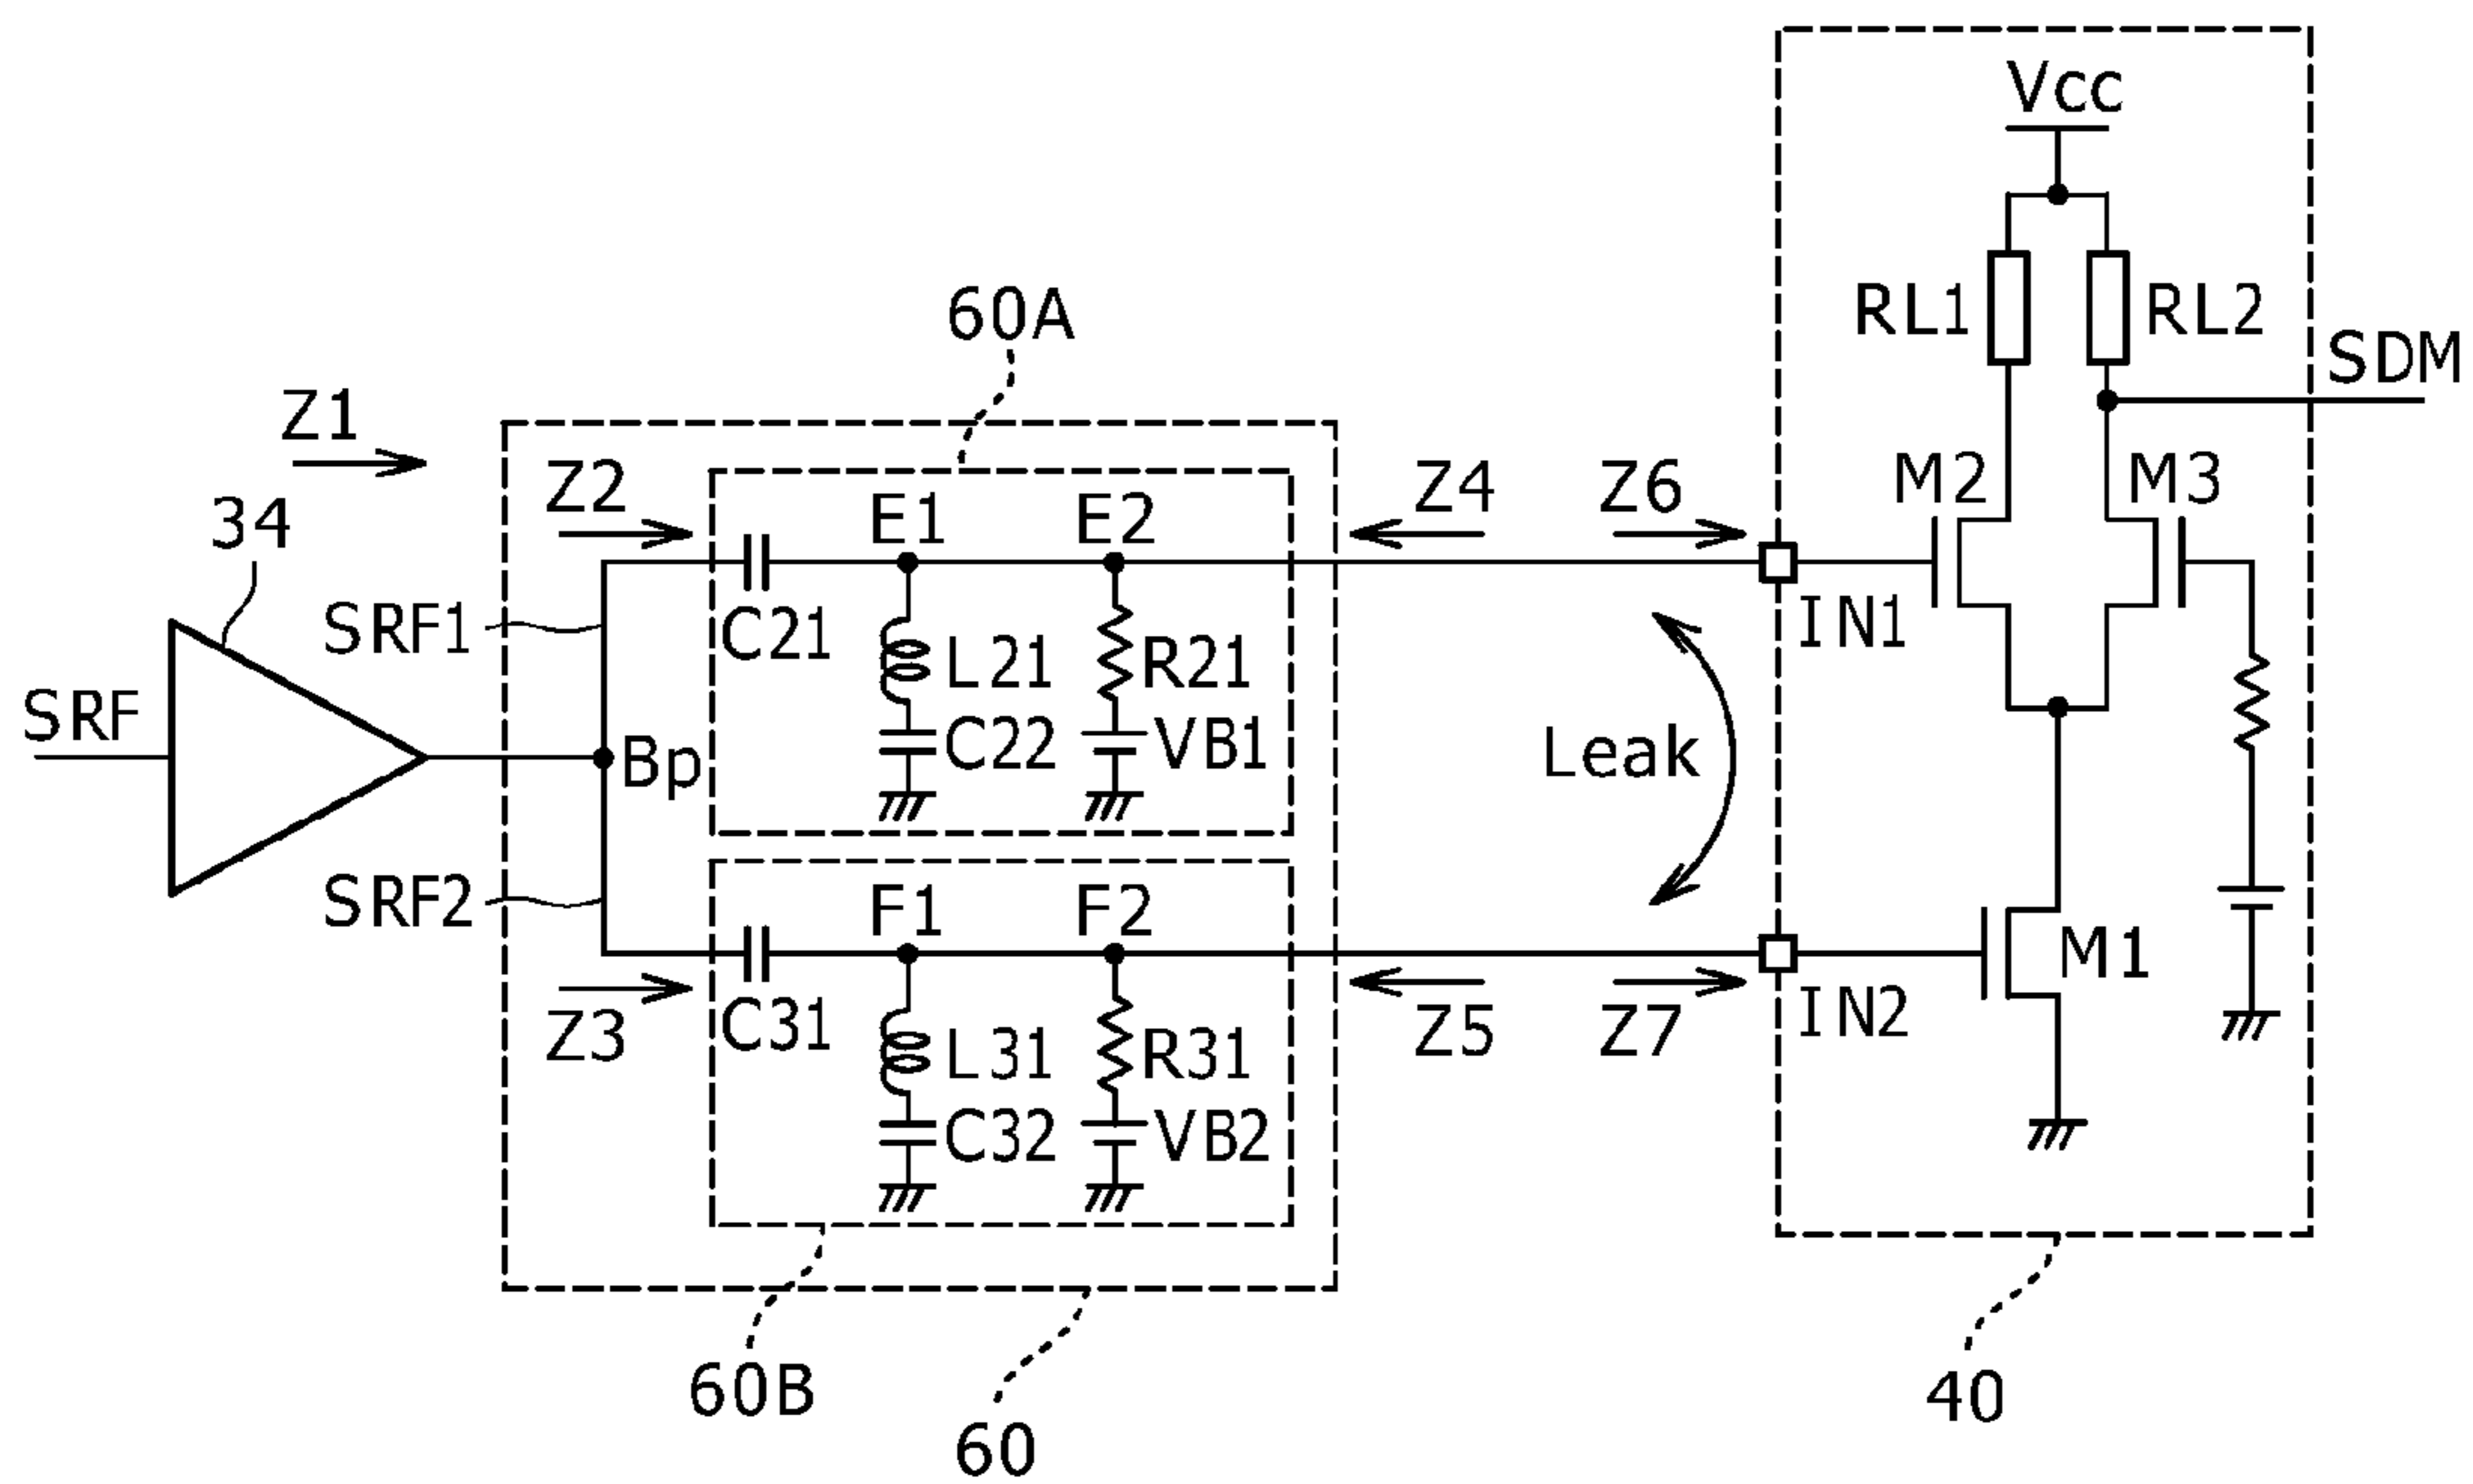 Vcc
RL1 RL2
SDM
60A
Z1
Z2 E1 E2 Z4 Z6 M2 M3
34
SRF1 C21 L21 R21 IN1
SRF Bp C22 VB1 Leak
SRF2 F1 F2 M1
Z3 C31 L31 R31 Z5 Z7 IN2
C32 VB2
60B 60 40